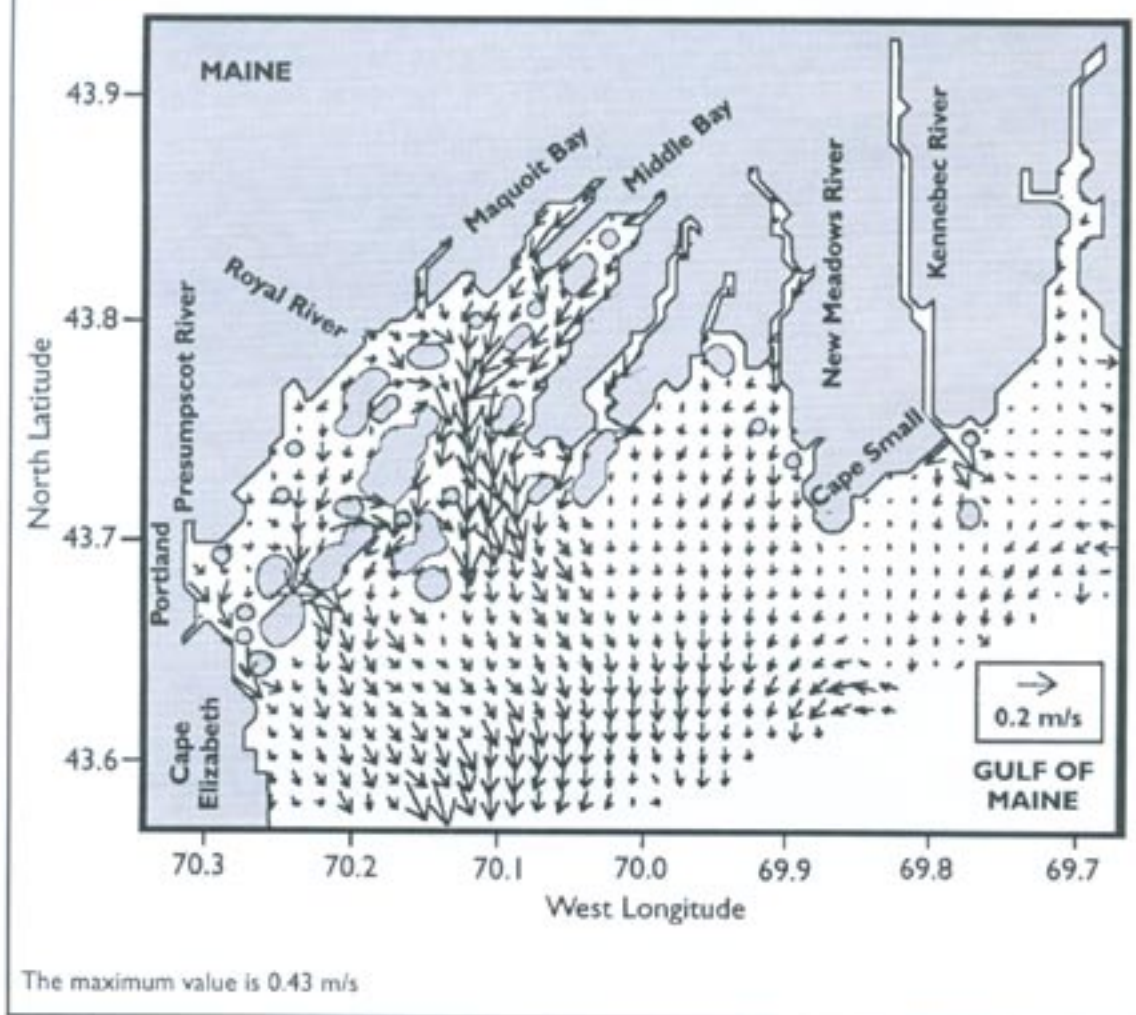 MAINE
Maquoit Bay
Middle Bay
Royal River
Presumpscot River
New Meadows River
Kennebec River
Cape Small
Portland
Cape
Elizabeth
0.2 m/s
GULF OF
MAINE
43.9
43.8
43.7
43.6
North Latitude
70.3 70.2 70.1 70.0 69.9 69.8 69.7
West Longitude
The maximum value is 0.43 m/s